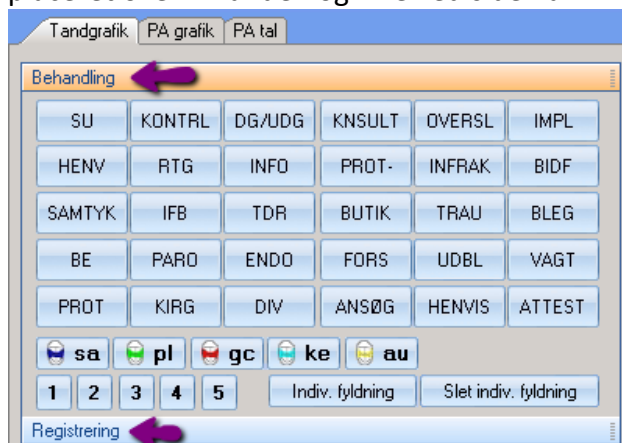 Tandgrafik PA grafik PA tal
Behandling
SU KONTRL DG/UDG KNSULT OVERSL IMPL
HENV RTG INFO PROT- INFRAK BIDF
SAMTYK IFB TDR BUTIK TRAU BLEG
BE PARO ENDO FORS UDBL VAGT
PROT KIRG DIV ANSØG HENVIS ATTEST
sa pl gc ke au
1 2 3 4 5 Indiv. fyldning Slet indiv. fyldning
Registrering